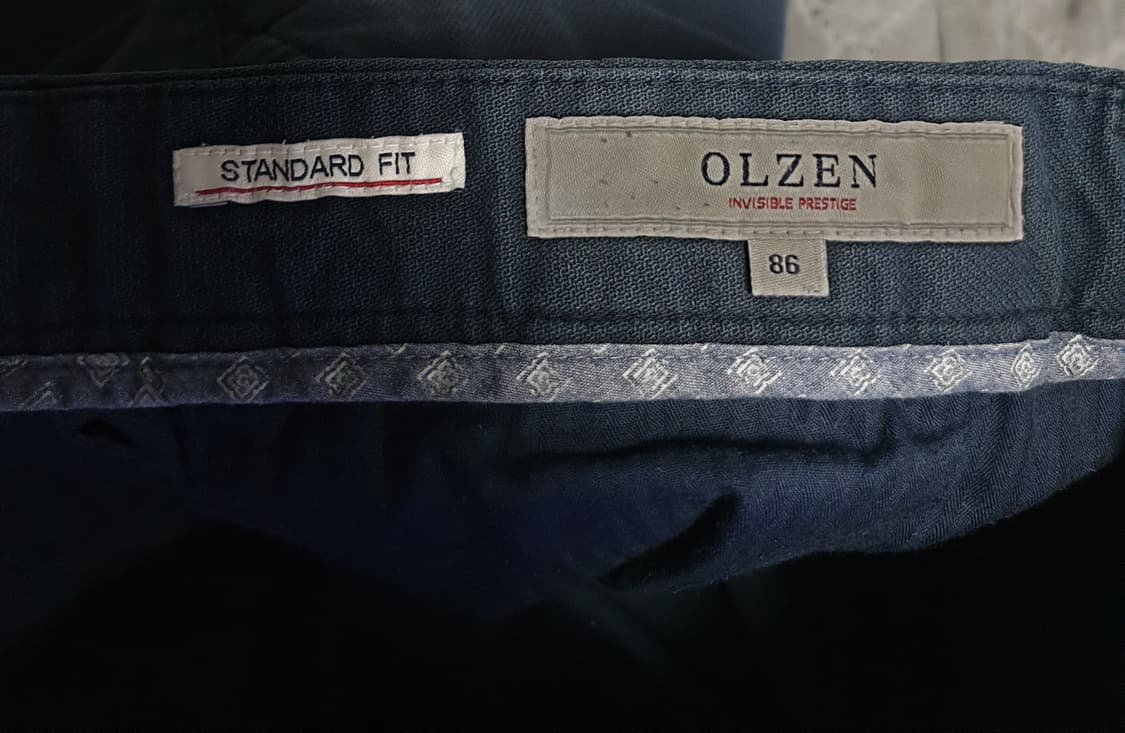 STANDARD FIT
OLZEN
INVISIBLE PRESTIGE
86